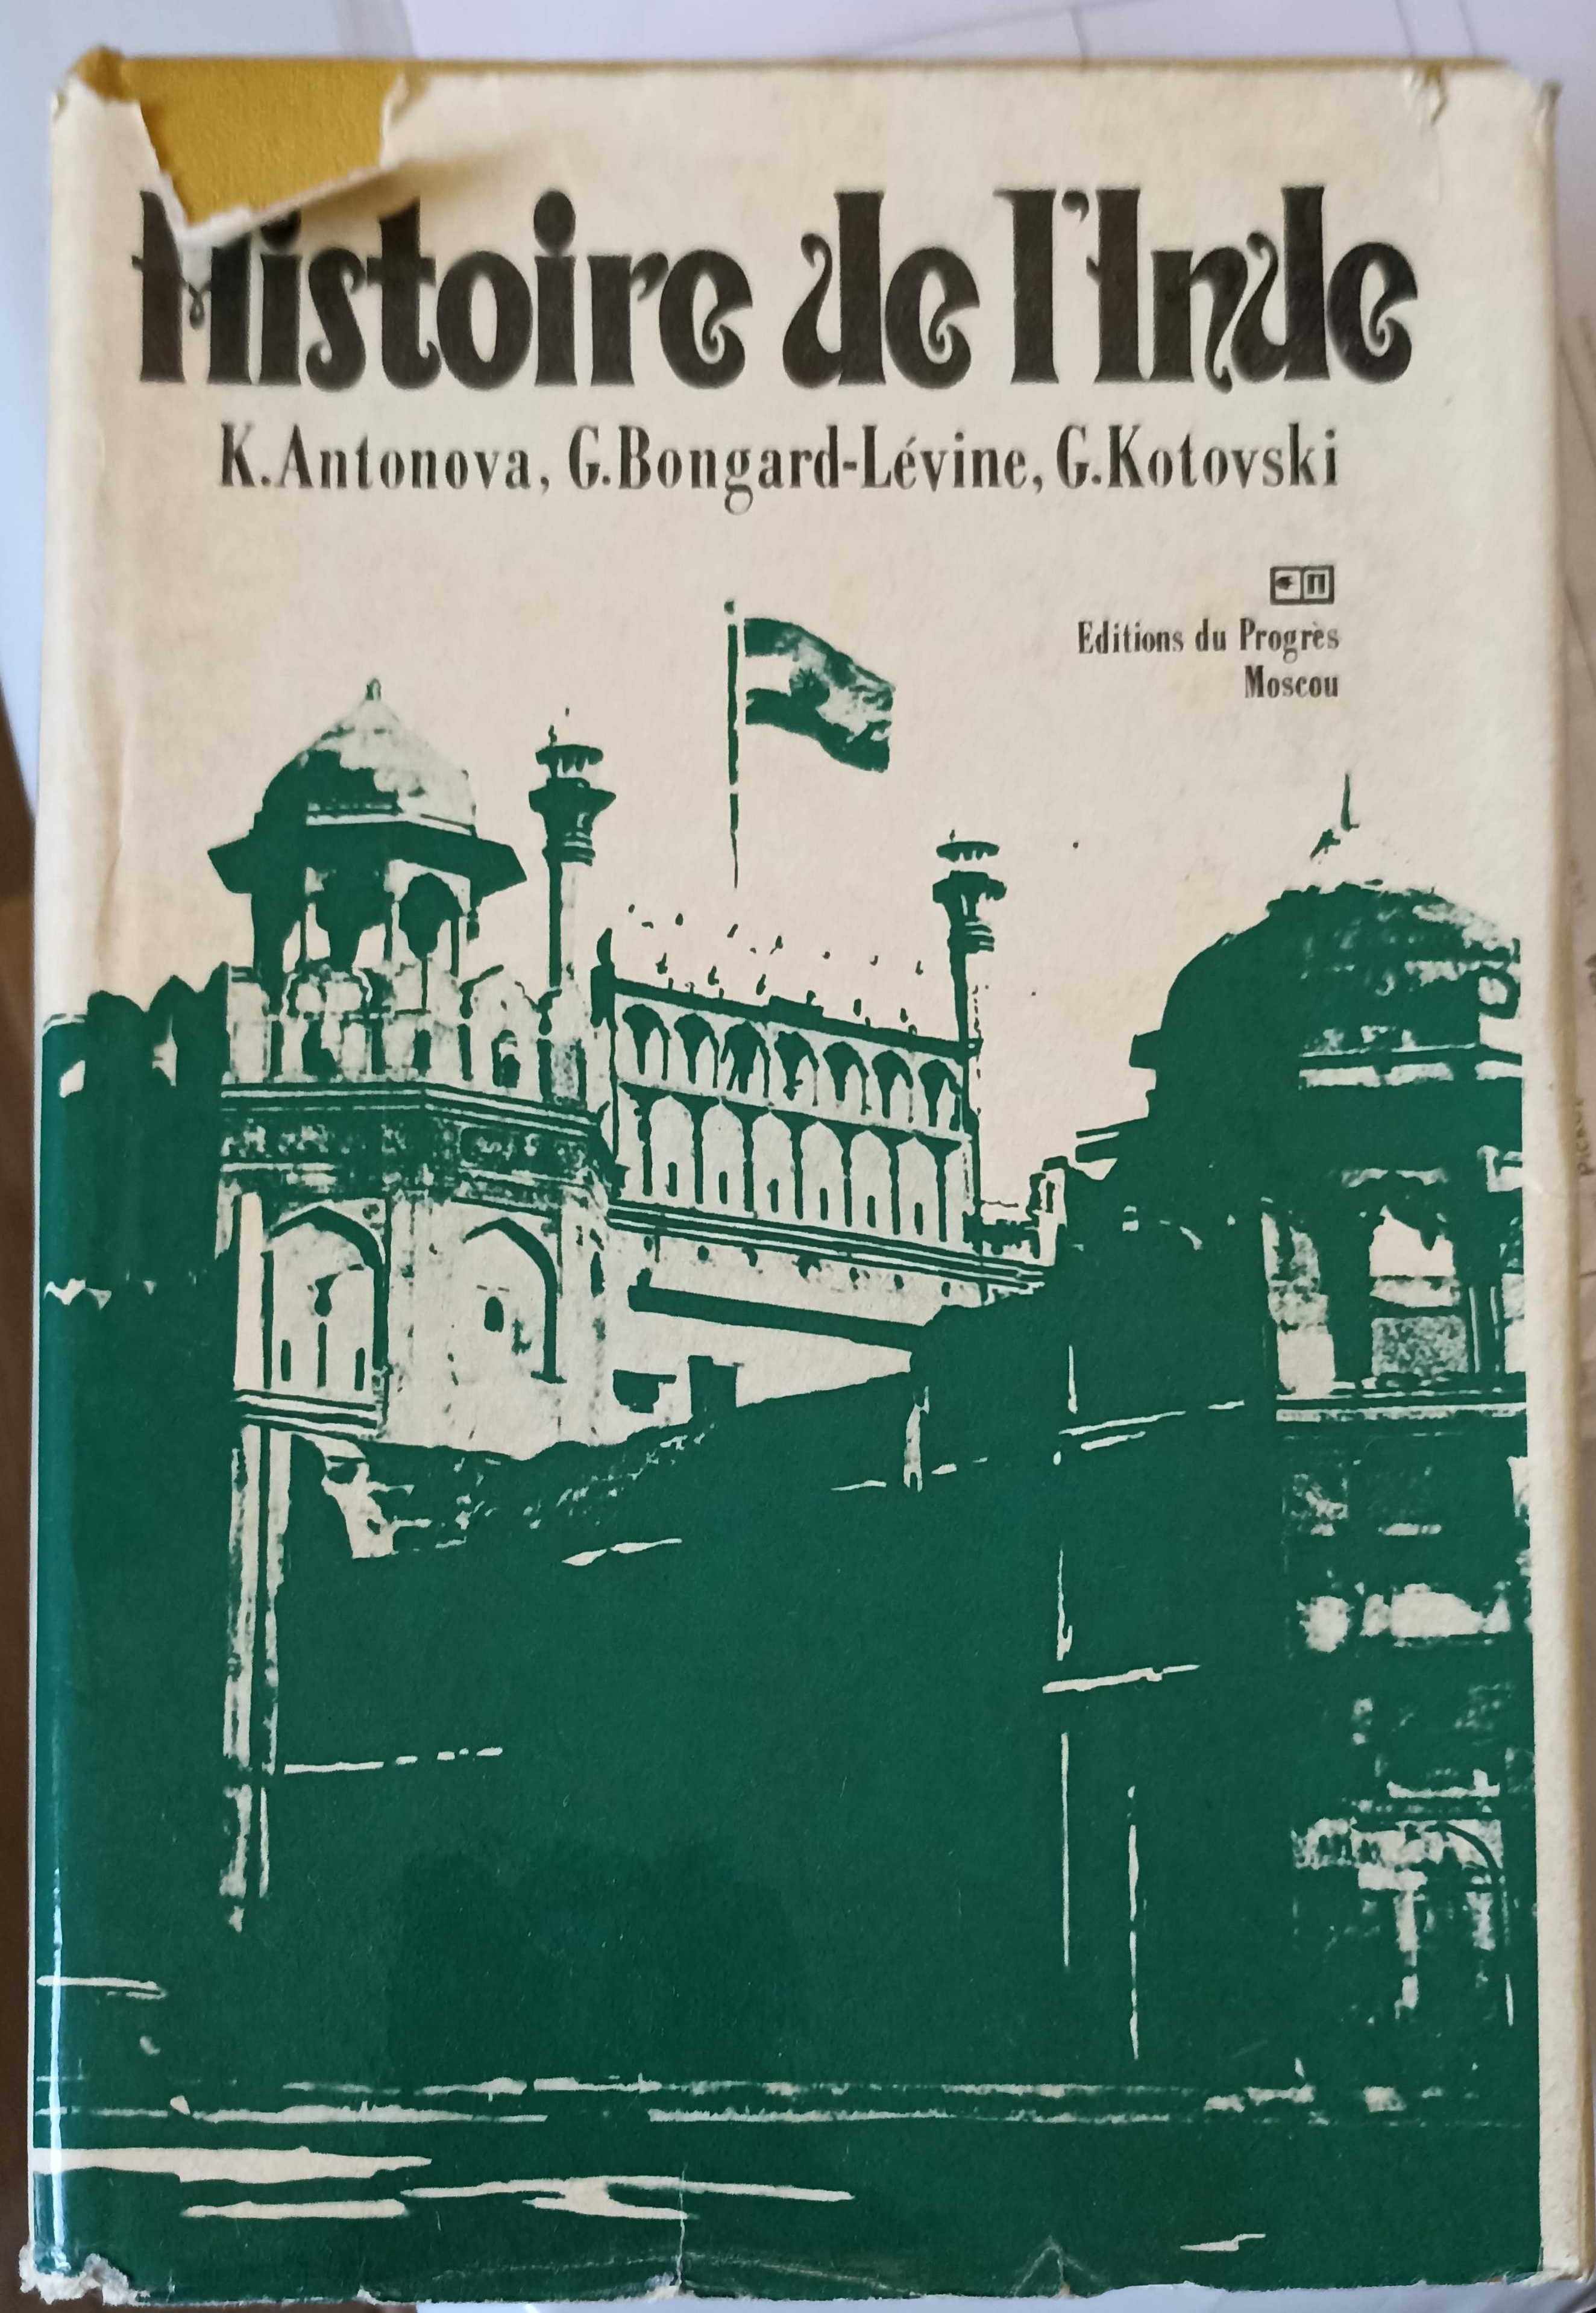 Histoire de l'Inde
K.Antonova, G.Bongard-Lévine, G.Kotovski
П
Editions du Progrès
Moscou